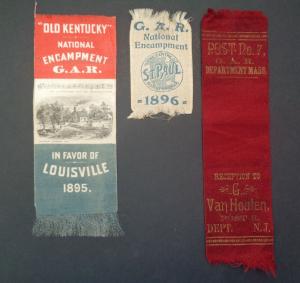 "OLD KENTUCKY"
NATIONAL
ENCAMPMENT
G.A.R.
IN FAVOR OF
LOUISVILLE
1895.
G.A.R.
National
Encampment
ST PAUL
1896
POST No. 7,
G. A. R.
DEPARTMENT MASS.
RECEPTION TO
G.
Van Houten,
POST
DEPT. N.J.